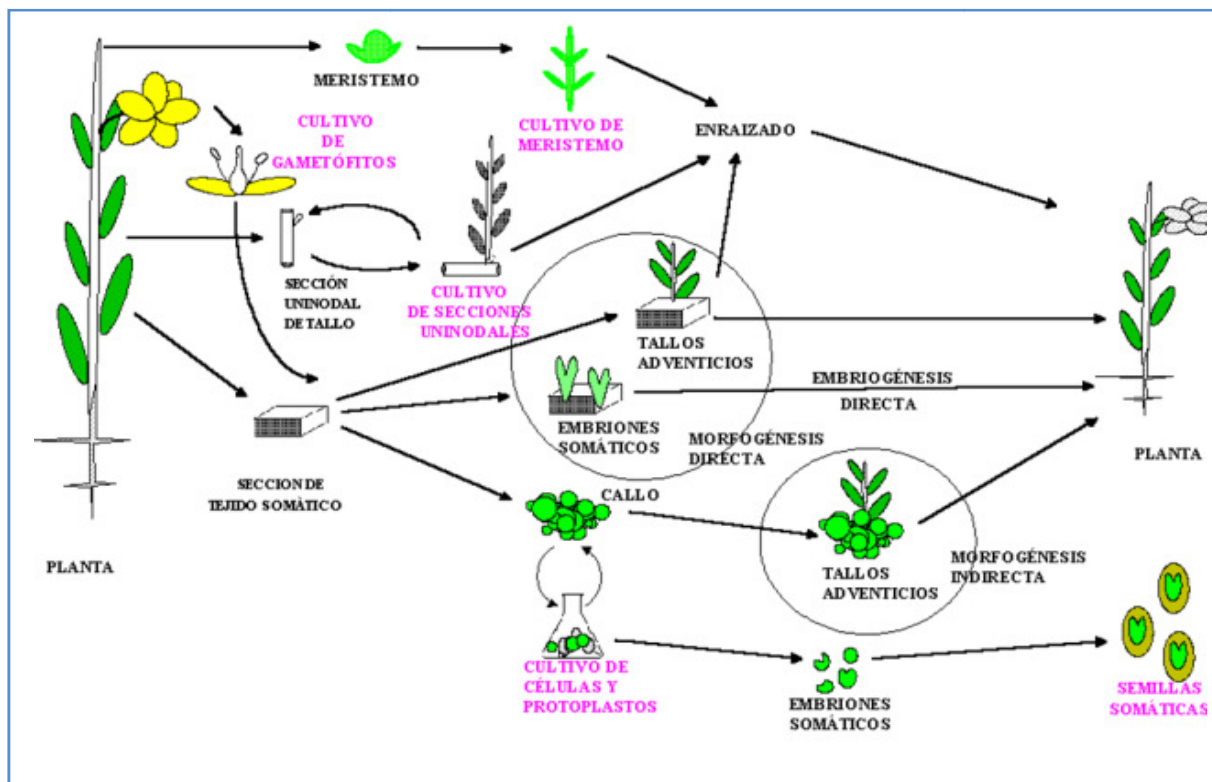 MERISTEMO
CULTIVO
DE
GAMETÓFITOS
CULTIVO DE
MERISTEMO
ENRAIZADO
SECCIÓN
UNINODAL
DE TALLO
CULTIVO
DE SECCIONES
UNINODALES
TALLOS
ADVENTICIOS
EMBRIONES
SOMÁTICOS
MORFOGÉNESIS
DIRECTA
EMBRIOGÉNESIS
DIRECTA
PLANTA
SECCION DE
TEJIDO SOMÀTICO
PLANTA
CALLO
TALLOS
ADVENTICIOS
MORFOGÉNESIS
INDIRECTA
CULTIVO DE
CÉLULAS Y
PROTOPLASTOS
EMBRIONES
SOMÁTICOS
SEMILLAS
SOMÁTICAS